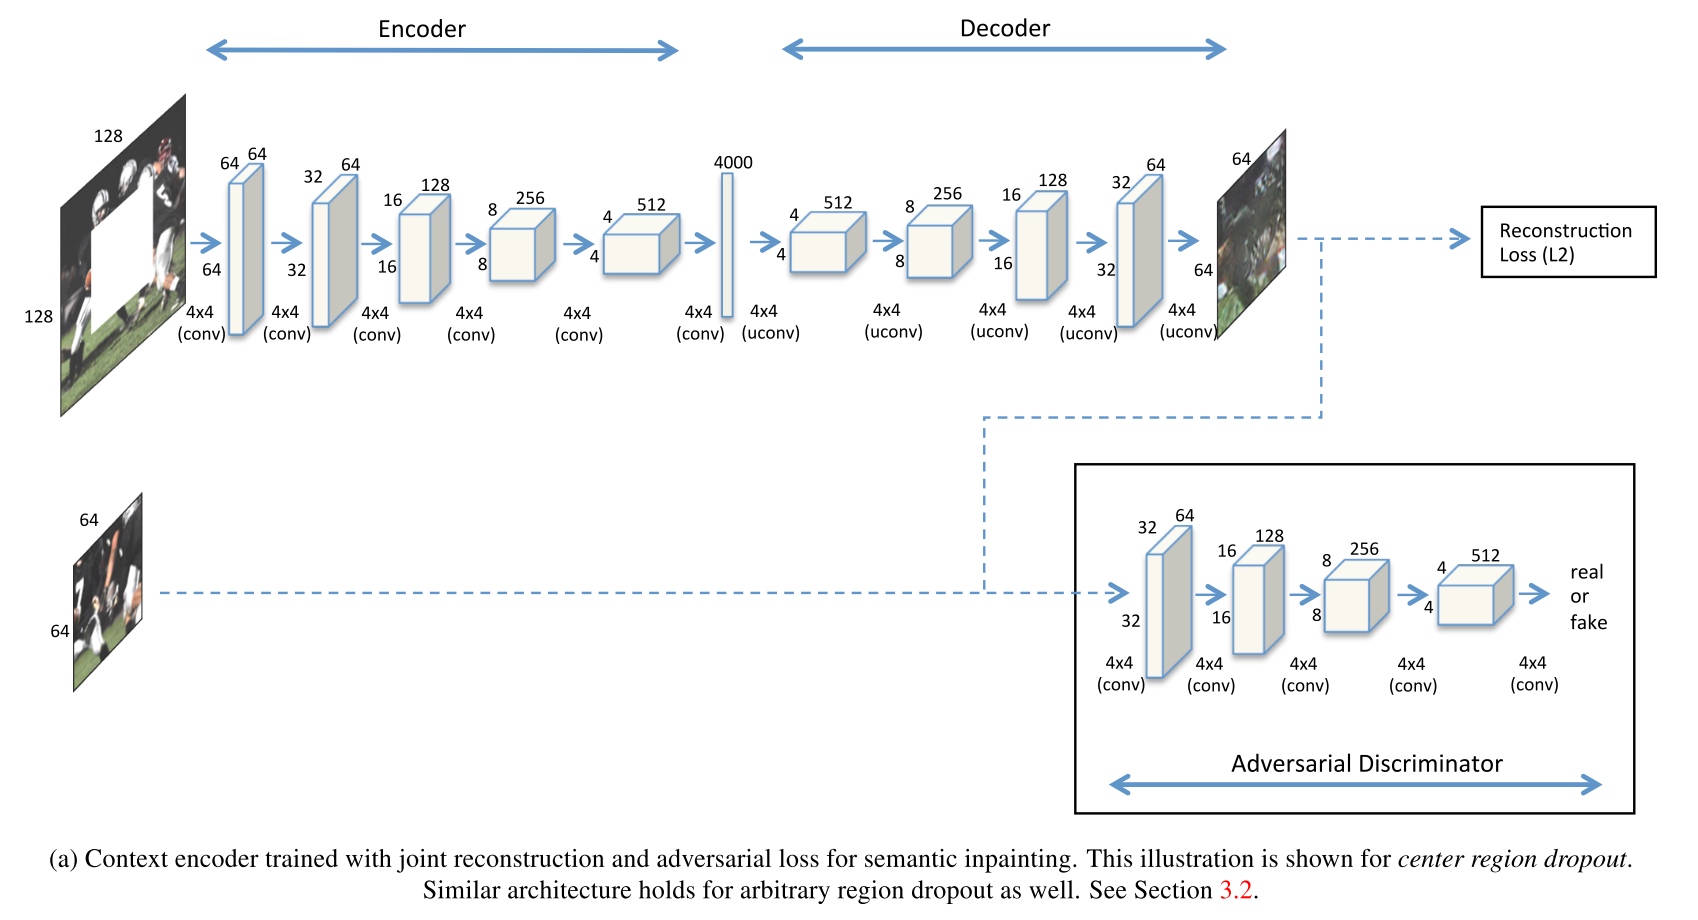 Encoder
Decoder
128
128
64 64
64
4x4
(conv)
32 64
32
4x4
(conv)
16 128
16
4x4
(conv)
8 256
8
4x4
(conv)
4 512
4
4x4
(conv)
4000
4x4
(conv)
4x4
(uconv)
4 512
4
4x4
(uconv)
8 256
8
4x4
(uconv)
16 128
16
4x4
(uconv)
32 64
32
4x4
(uconv)
64
64
Reconstruction
Loss (L2)
64
64
32 64
32
4x4
(conv)
16 128
16
4x4
(conv)
8 256
8
4x4
(conv)
4 512
4
4x4
(conv)
4x4
(conv)
real
or
fake
Adversarial Discriminator
(a) Context encoder trained with joint reconstruction and adversarial loss for semantic inpainting. This illustration is shown for center region dropout.
Similar architecture holds for arbitrary region dropout as well. See Section 3.2.